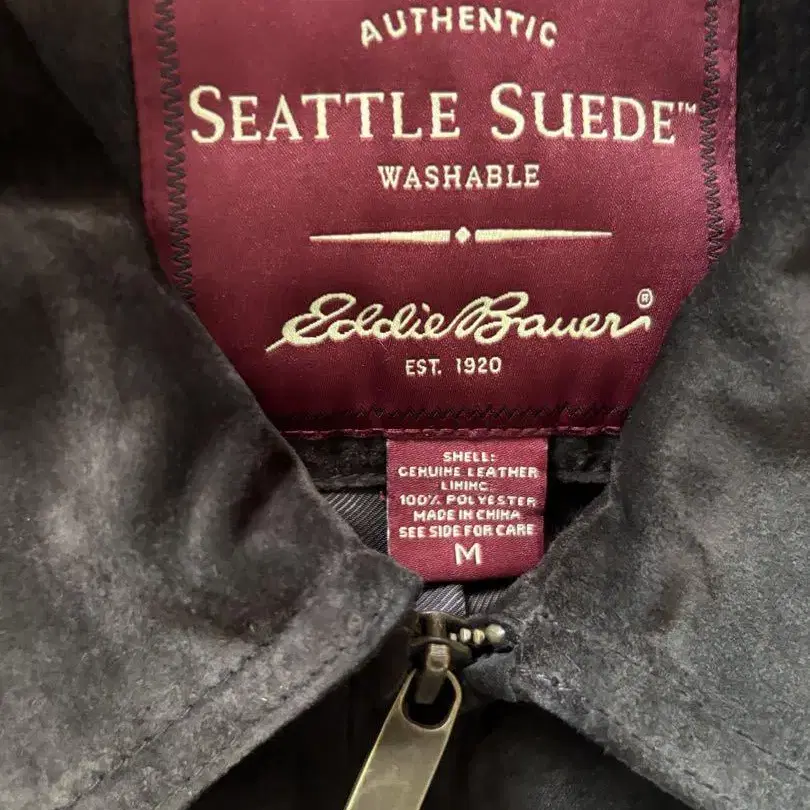 AUTHENTIC
SEATTLE SUEDE™
WASHABLE
Eddie Bauer®
EST. 1920
SHELL:
GENUINE LEATHER
LINING:
100% POLYESTER
MADE IN CHINA
SEE SIDE FOR CARE
M